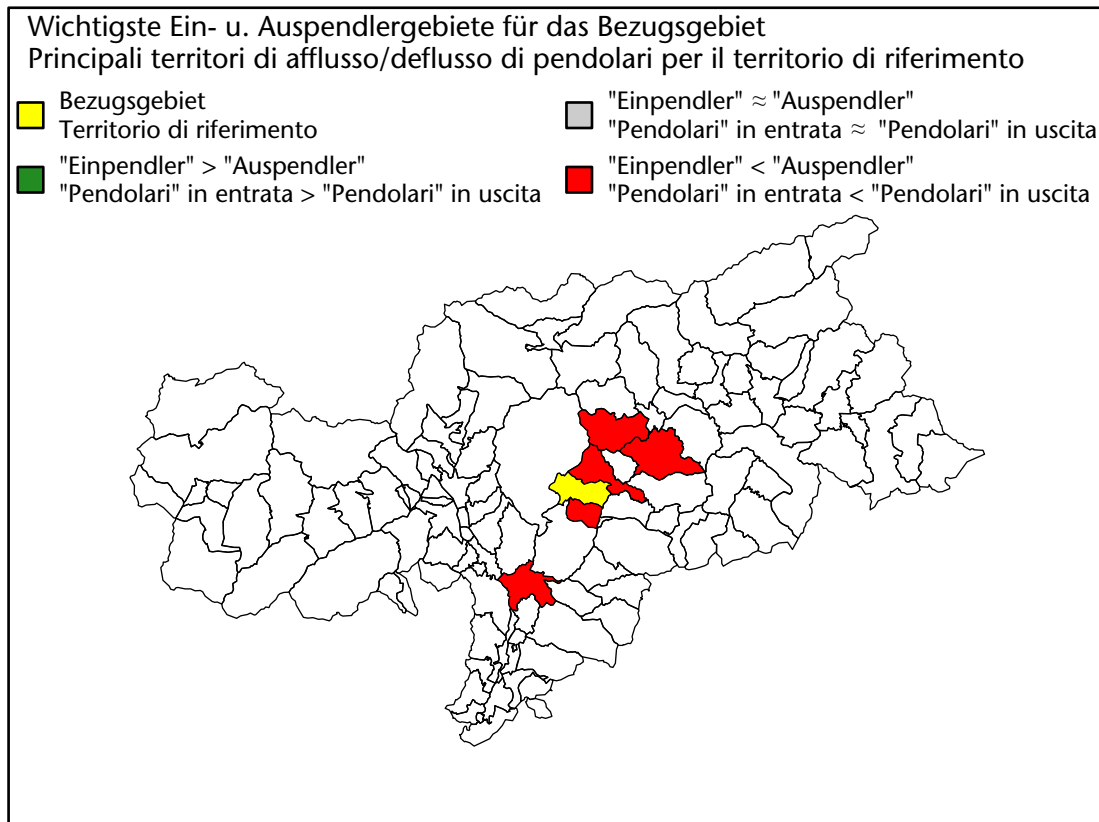 Wichtigste Ein- u. Auspendlergebiete für das Bezugsgebiet
Principali territori di afflusso/deflusso di pendolari per il territorio di riferimento
Bezugsgebiet
Territorio di riferimento
"Einpendler" > "Auspendler"
"Pendolari" in entrata > "Pendolari" in uscita
"Einpendler" ≈ "Auspendler"
"Pendolari" in entrata ≈ "Pendolari" in uscita
"Einpendler" < "Auspendler"
"Pendolari" in entrata < "Pendolari" in uscita